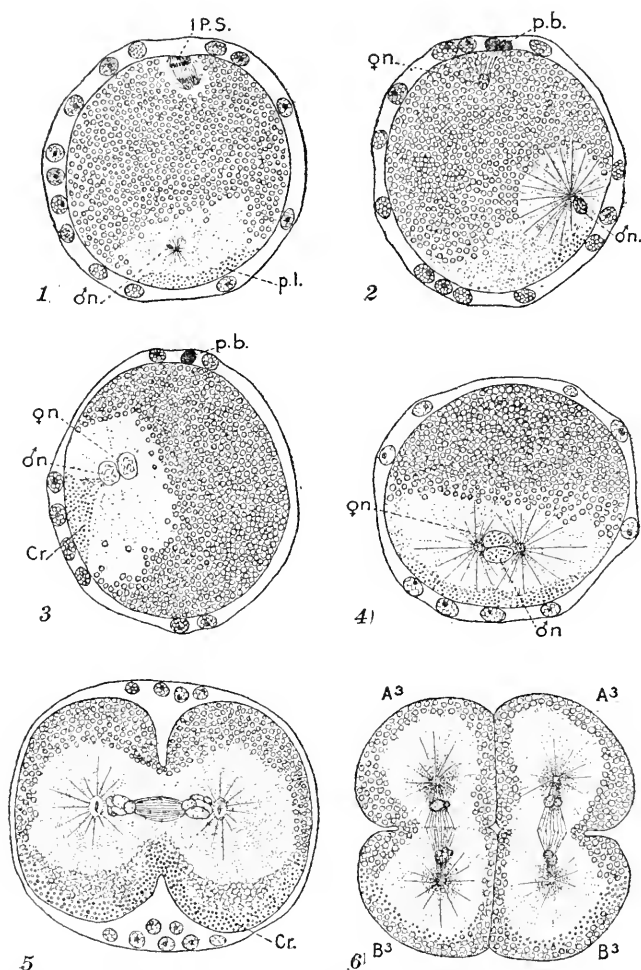 1 P.S.
♂n.
p.l.
1
p.b.
♀n.
♂n.
2
p.b.
♀n.
♂n.
Cr.
3
♀n.
♂n
4
Cr.
5
A3
A3
B3
B3
6